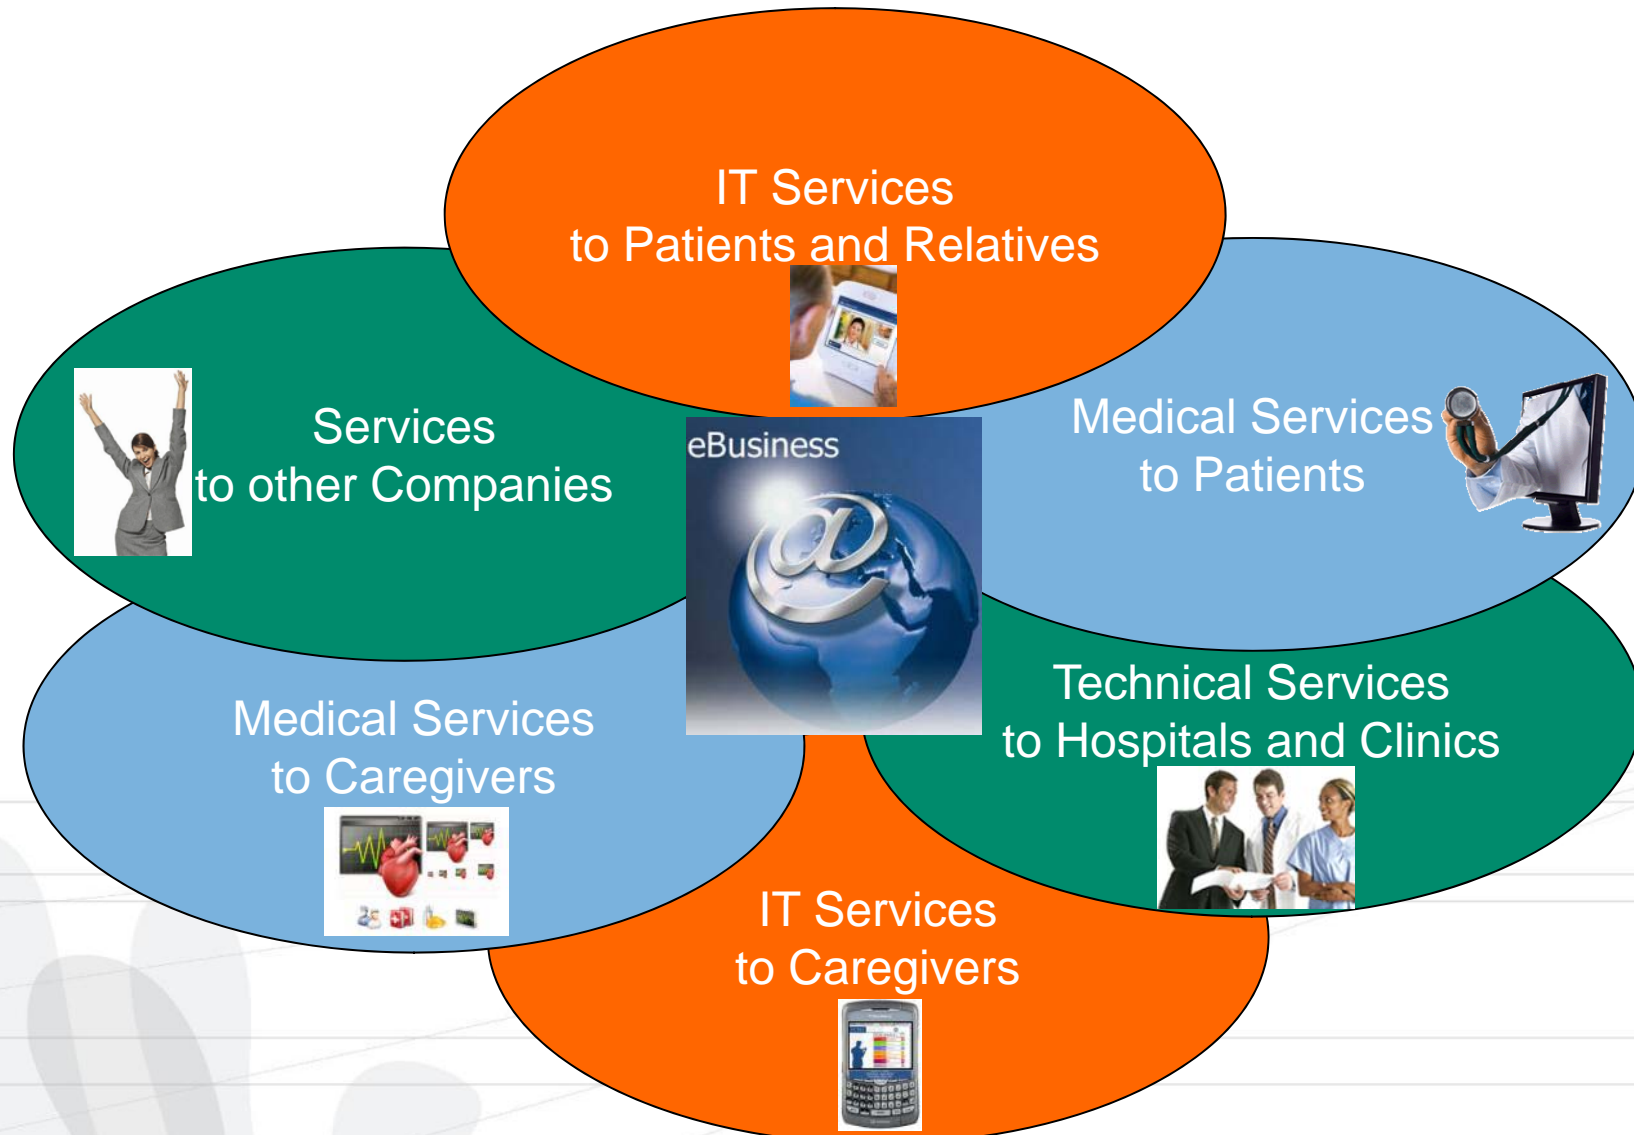 IT Services
to Patients and Relatives
Services
to other Companies
eBusiness
Medical Services
to Patients
Medical Services
to Caregivers
Technical Services
to Hospitals and Clinics
IT Services
to Caregivers